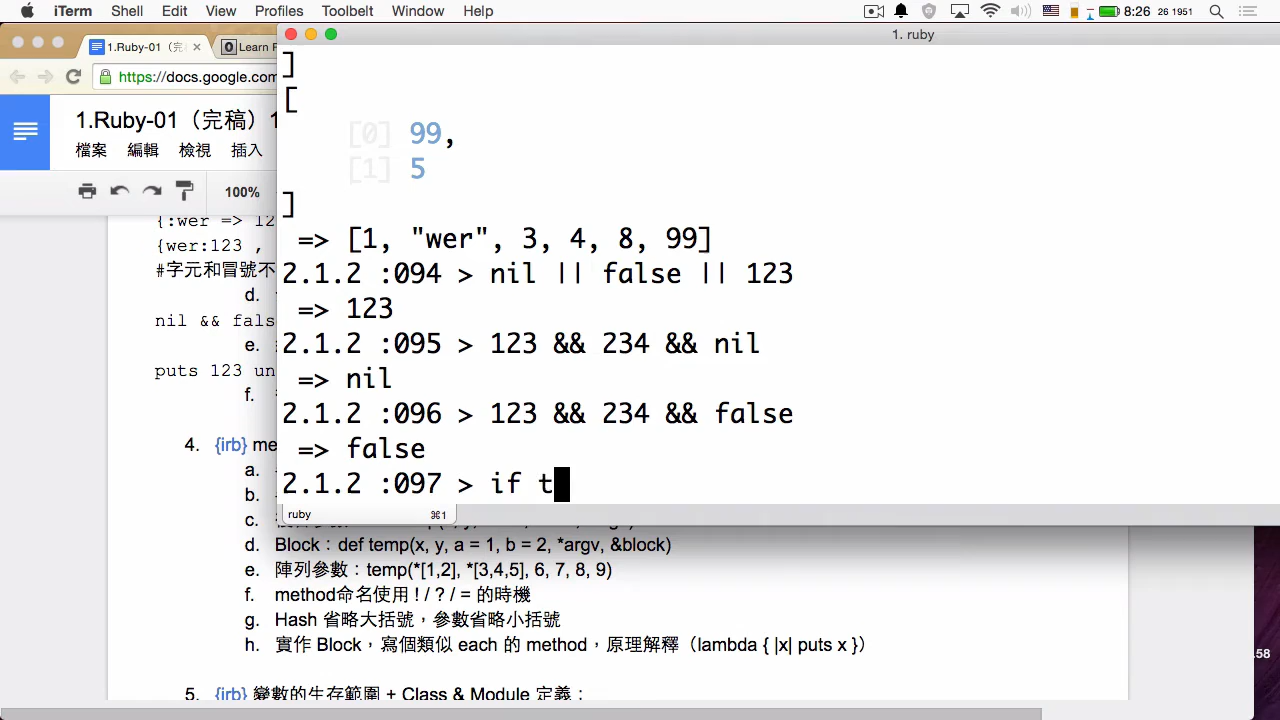 iTerm Shell Edit View Profiles Toolbelt Window Help 8:26 26 1951
1.Ruby-01（完 Learn
1. ruby
https://docs.google.com
1.Ruby-01（完稿）1
檔案 編輯 檢視 插入
100%
]
[
[0] 99,
[1] 5
]
=> [1, "wer", 3, 4, 8, 99]
2.1.2 :094 > nil || false || 123
=> 123
2.1.2 :095 > 123 && 234 && nil
=> nil
2.1.2 :096 > 123 && 234 && false
=> false
2.1.2 :097 > if t
ruby ⌘1
{:wer => 12
{wer:123 ,
#字元和冒號不
d.
nil && fals
e.
puts 123 un
f.
4. {irb} me
a.
b.
c.
d. Block：def temp(x, y, a = 1, b = 2, *argv, &block)
e. 陣列參數：temp(*[1,2], *[3,4,5], 6, 7, 8, 9)
f. method命名使用 ! / ? / = 的時機
g. Hash 省略大括號，參數省略小括號
h. 實作 Block，寫個類似 each 的 method，原理解釋（lambda { |x| puts x }）
5. {irb} 變數的生存範圍 + Class & Module 定義：
.58